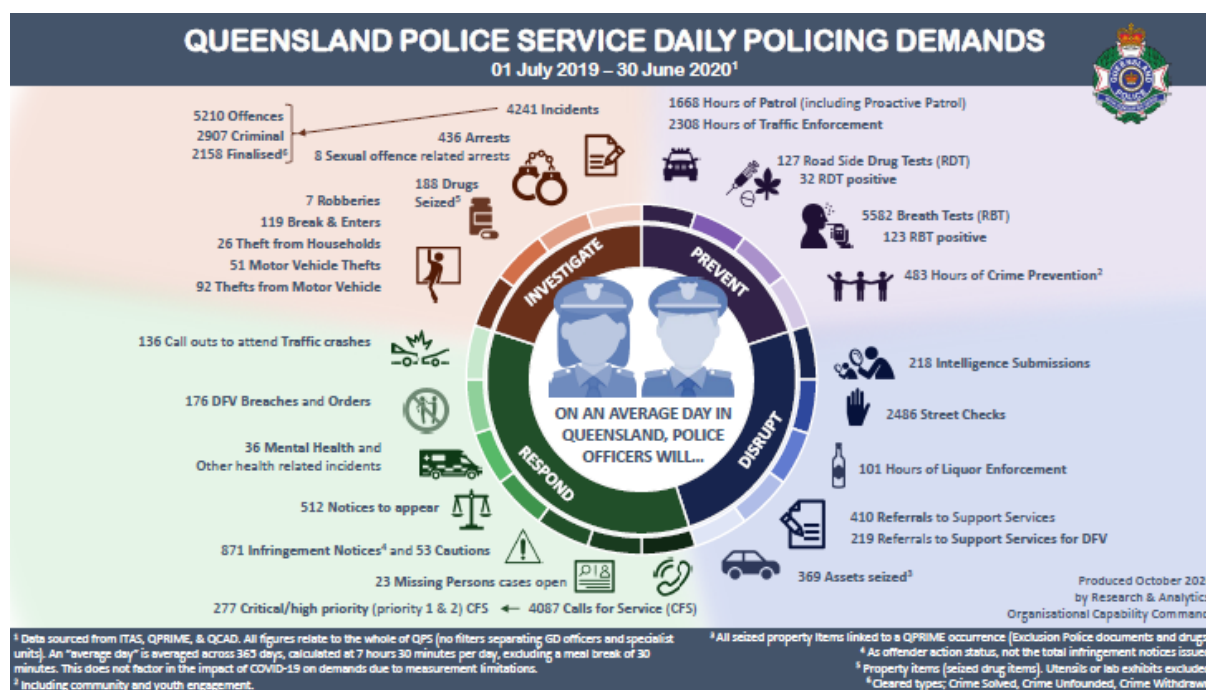 QUEENSLAND POLICE SERVICE DAILY POLICING DEMANDS
01 July 2019 – 30 June 2020¹
QUEENSLAND
POLICE
5210 Offences
2907 Criminal
2158 Finalised⁶
4241 Incidents
436 Arrests
8 Sexual offence related arrests
188 Drugs
Seized⁵
7 Robberies
119 Break & Enters
26 Theft from Households
51 Motor Vehicle Thefts
92 Thefts from Motor Vehicle
1668 Hours of Patrol (including Proactive Patrol)
2308 Hours of Traffic Enforcement
127 Road Side Drug Tests (RDT)
32 RDT positive
5582 Breath Tests (RBT)
123 RBT positive
483 Hours of Crime Prevention²
INVESTIGATE
PREVENT
DISRUPT
RESPOND
ON AN AVERAGE DAY IN
QUEENSLAND, POLICE
OFFICERS WILL...
136 Call outs to attend Traffic crashes
176 DFV Breaches and Orders
36 Mental Health and
Other health related incidents
512 Notices to appear
871 Infringement Notices⁴ and 53 Cautions
23 Missing Persons cases open
277 Critical/high priority (priority 1 & 2) CFS ← 4087 Calls for Service (CFS)
218 Intelligence Submissions
2486 Street Checks
101 Hours of Liquor Enforcement
410 Referrals to Support Services
219 Referrals to Support Services for DFV
369 Assets seized³
Produced October 202
by Research & Analytic
Organisational Capability Command
¹ Data sourced from ITAS, QPRIME, & QCAD. All figures relate to the whole of QPS (no filters separating GD officers and specialist
units). An "average day" is averaged across 365 days, calculated at 7 hours 30 minutes per day, excluding a meal break of 30
minutes. This does not factor in the impact of COVID-19 on demands due to measurement limitations.
² Including community and youth engagement.
³ All seized property items linked to a QPRIME occurrence (Exclusion Police documents and drugs
⁴ As offender action status, not the total infringement notices issue
⁵ Property items (seized drug items). Utensils or lab exhibits exclude
⁶ Cleared types; Crime Solved, Crime Unfounded, Crime Withdraw